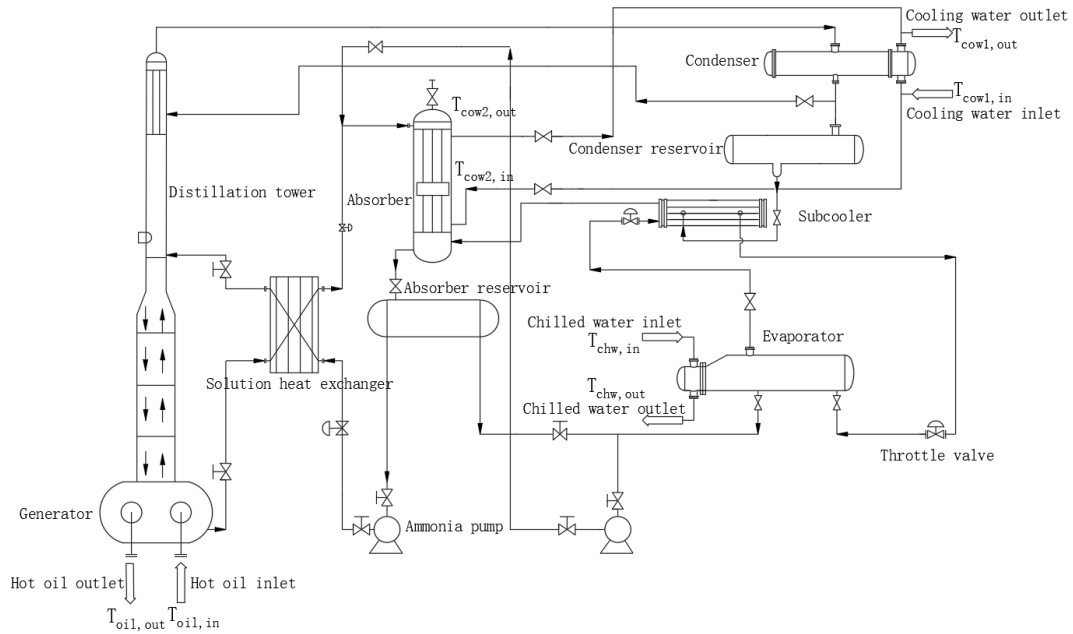 Cooling water outlet
Tcow1,out
Condenser
Tcow1,in
Cooling water inlet
Tcow2,out
Condenser reservoir
Tcow2,in
Distillation tower
Absorber
Subcooler
Absorber reservoir
Chilled water inlet
Tchw,in
Evaporator
Solution heat exchanger
Tchw,out
Chilled water outlet
Throttle valve
Generator
Ammonia pump
Hot oil outlet
Hot oil inlet
Toil,out
Toil,in